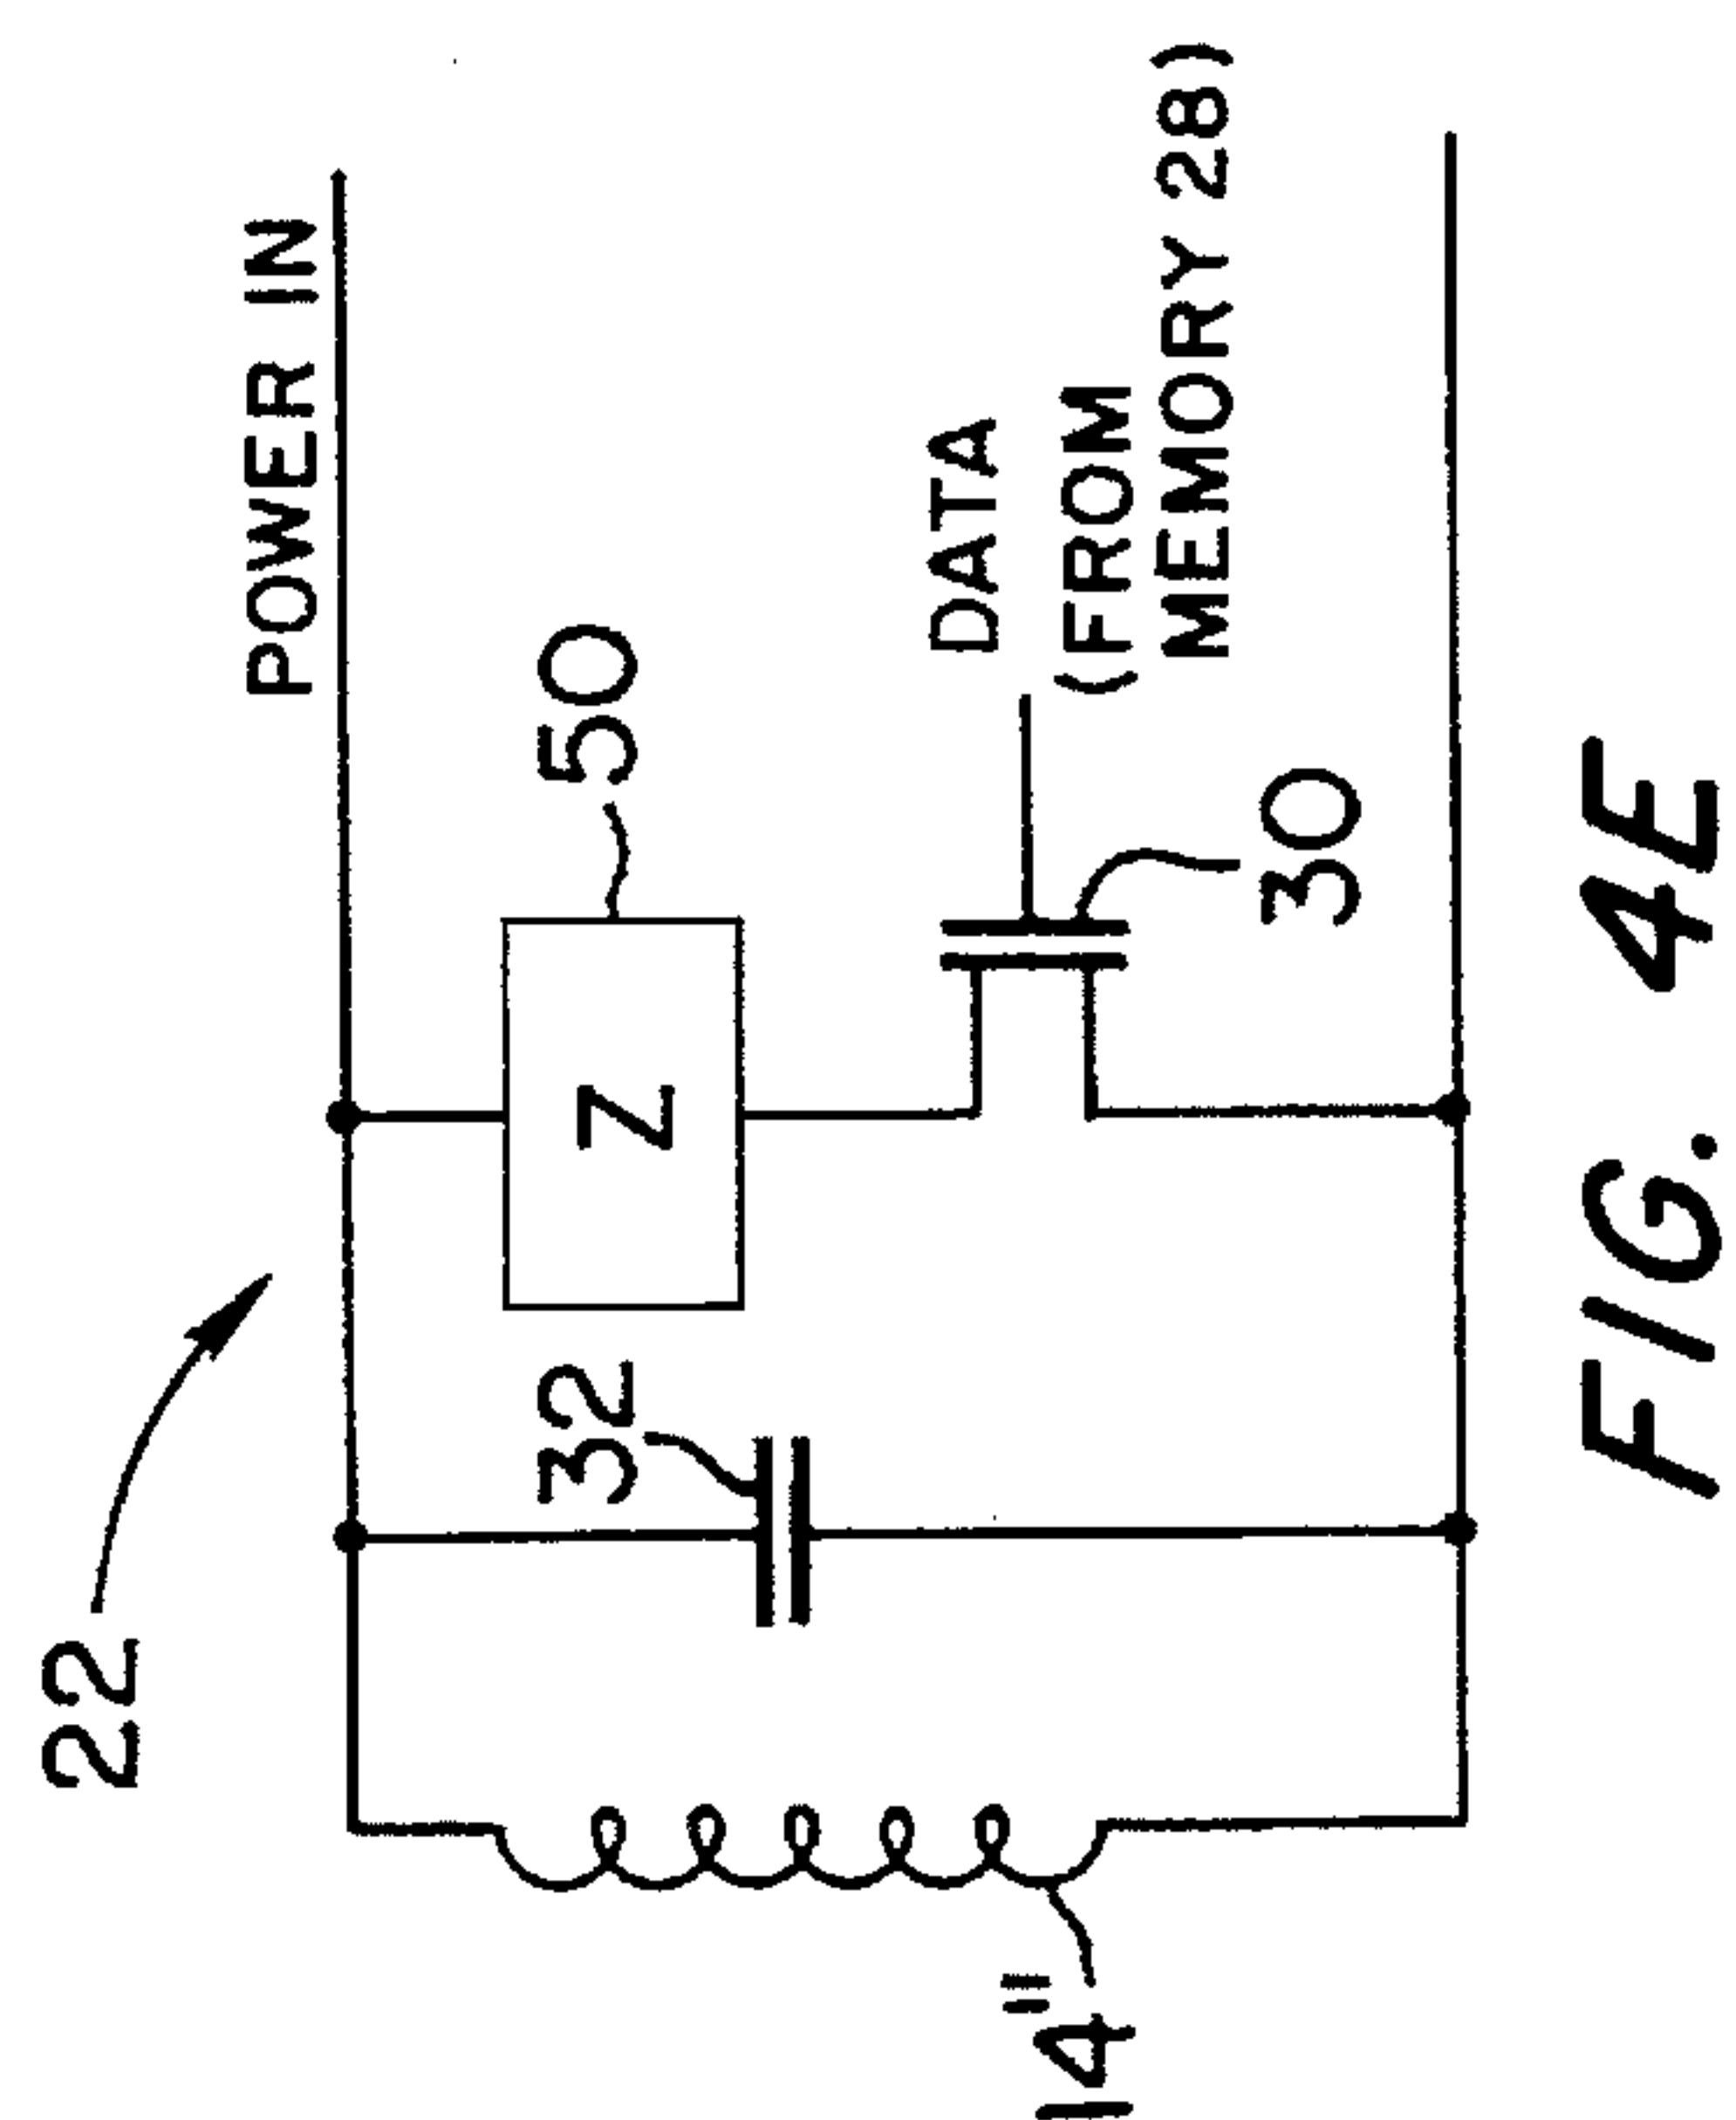 22
POWER IN
32
50
Z
DATA
(FROM
MEMORY 28)
30
14"
FIG. 4E